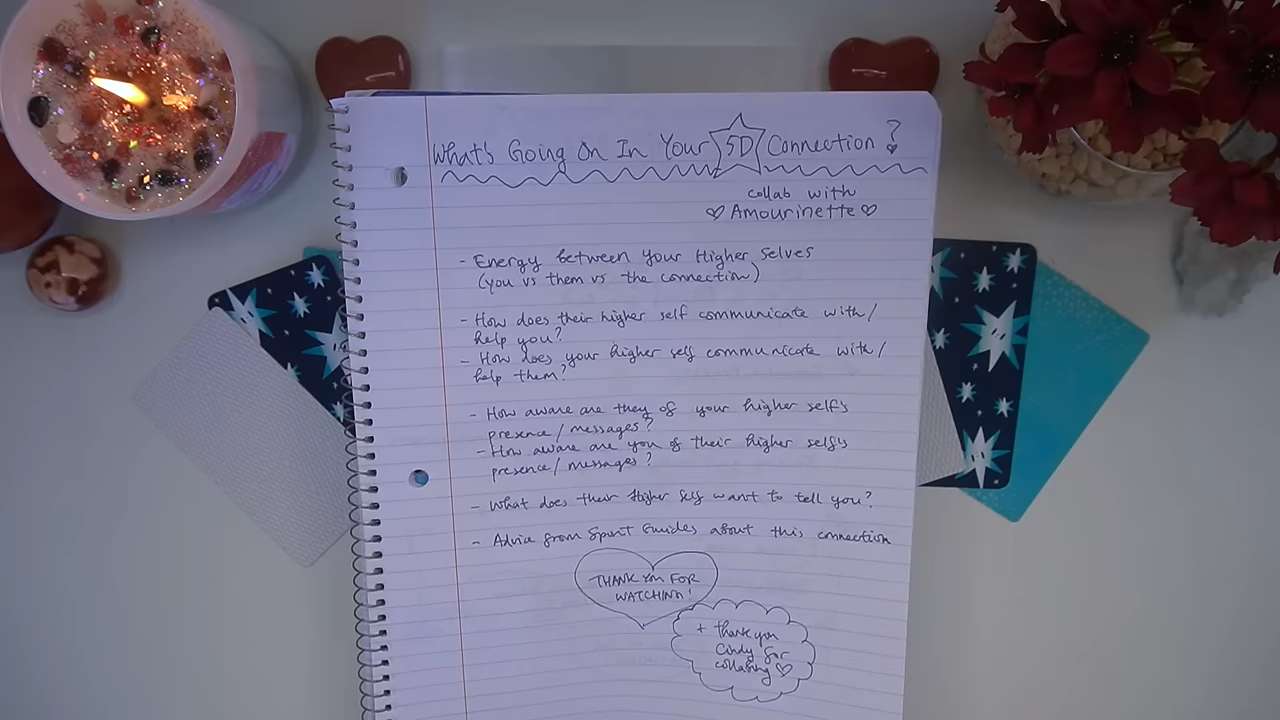 What's Going On In Your 5D Connection?
collab with
♡ Amourinette ♡
- Energy between your Higher selves
(you vs them vs the connection)
- How does their higher self communicate with/
help you?
- How does your higher self communicate with/
help them?
- How aware are they of your higher self's
presence/messages?
- How aware are you of their higher self's
presence/messages?
- What does their Higher Self want to tell you?
- Advice from Spirit Guides about this connection
THANK YOU FOR
WATCHING!
+ thank you
Cindy for
collabing ♡